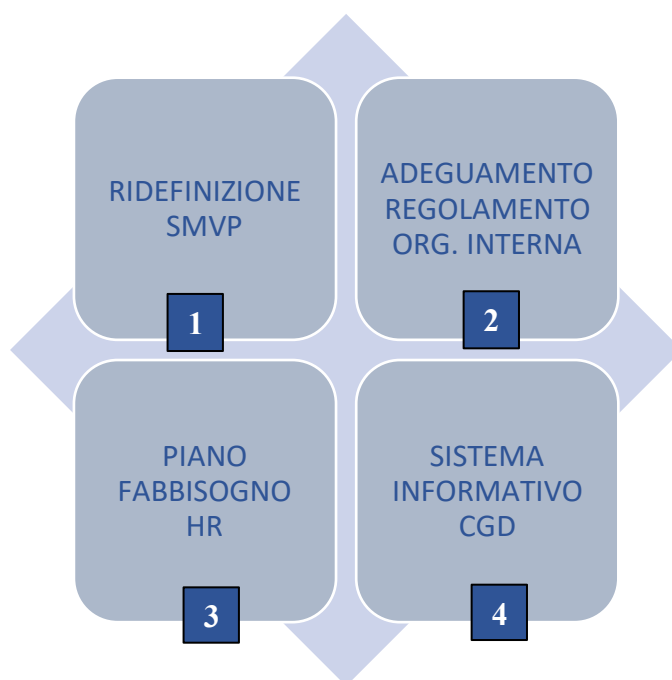 RIDEFINIZIONE
SMVP
1
ADEGUAMENTO
REGOLAMENTO
ORG. INTERNA
2
PIANO
FABBISOGNO
HR
3
SISTEMA
INFORMATIVO
CGD
4